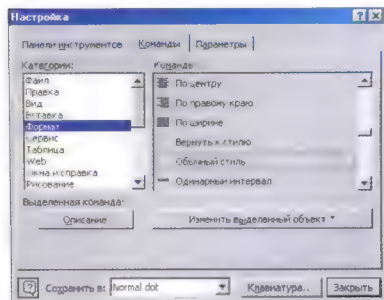 Настройка
Панели инструментов Команды Параметры
Категории: Команды:
Файл
Правка
Вид
Вставка
Формат
Сервис
Таблица
Web
Окна и справка
Рисование
По центру
По правому краю
По ширине
Вернуть к стилю
Обычный стиль
Одинарный интервал
Выделенная команда:
Описание Изменить выделенный объект
Сохранить в: Normal dot Клавиатура... Закрыть